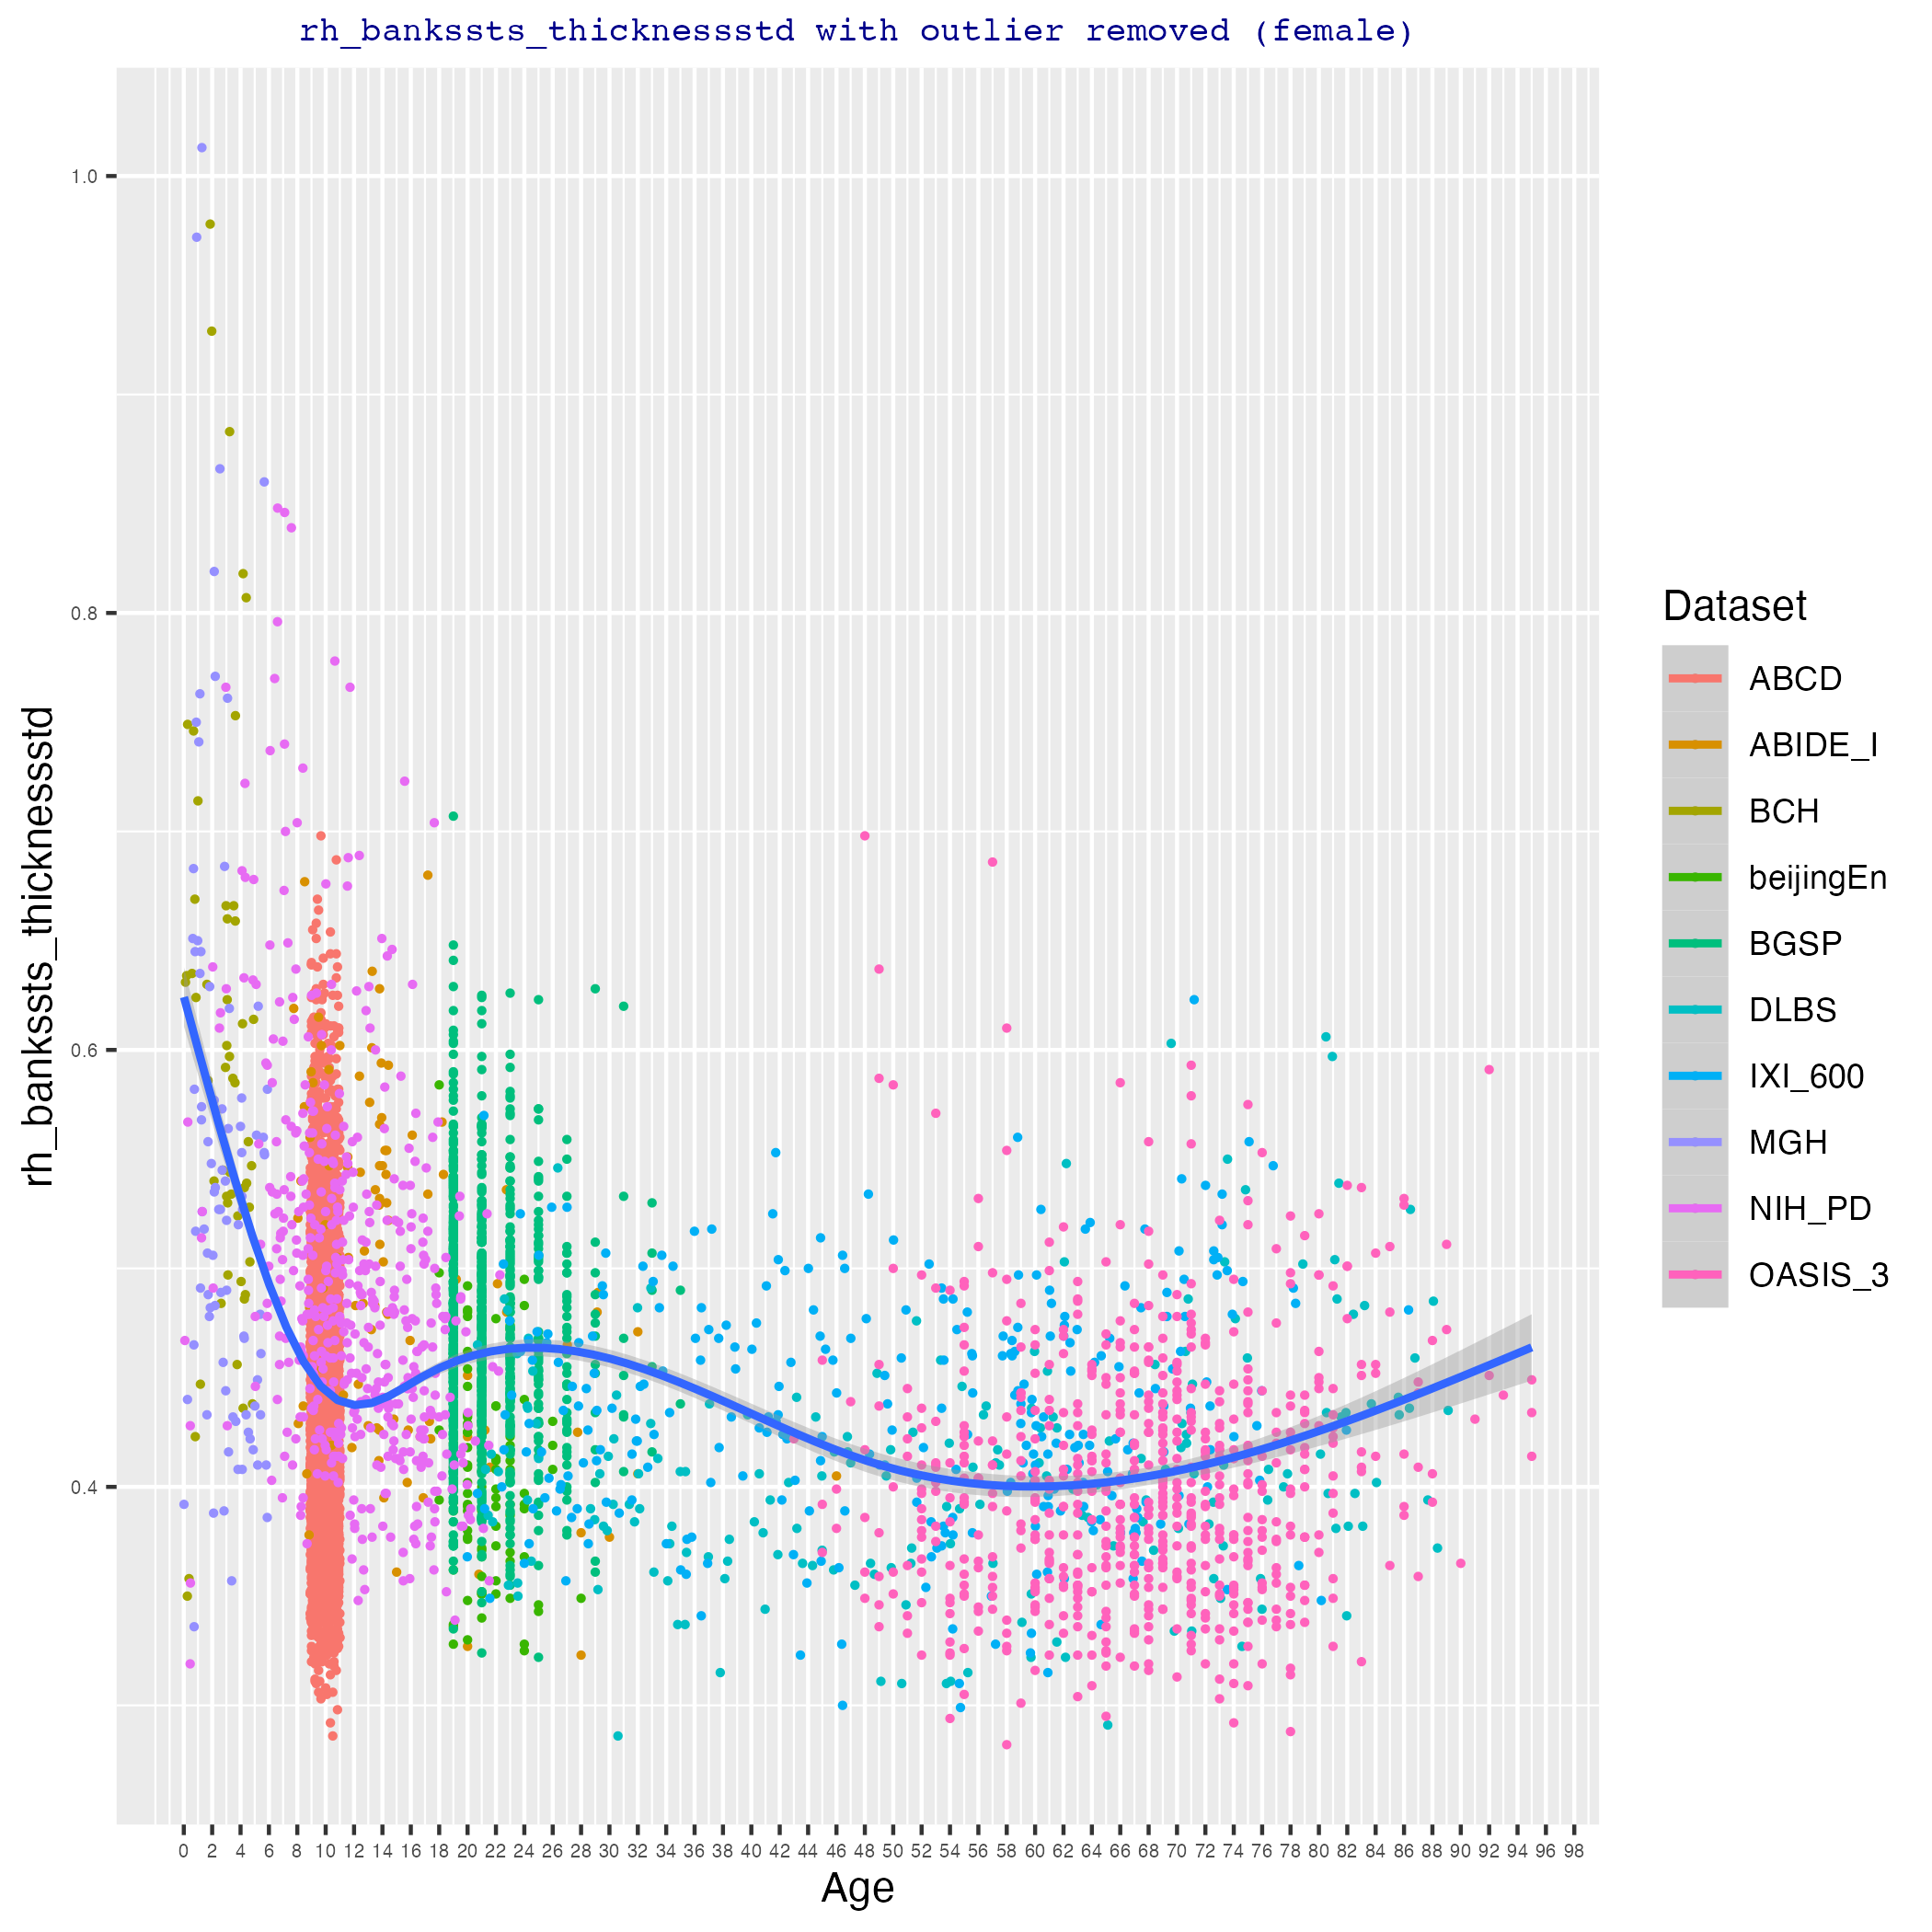 rh_bankssts_thicknessstd with outlier removed (female)
rh_bankssts_thicknessstd
1.0
0.8
0.6
0.4
0 2 4 6 8 10 12 14 16 18 20 22 24 26 28 30 32 34 36 38 40 42 44 46 48 50 52 54 56 58 60 62 64 66 68 70 72 74 76 78 80 82 84 86 88 90 92 94 96 98
Age
Dataset
ABCD
ABIDE_I
BCH
beijingEn
BGSP
DLBS
IXI_600
MGH
NIH_PD
OASIS_3